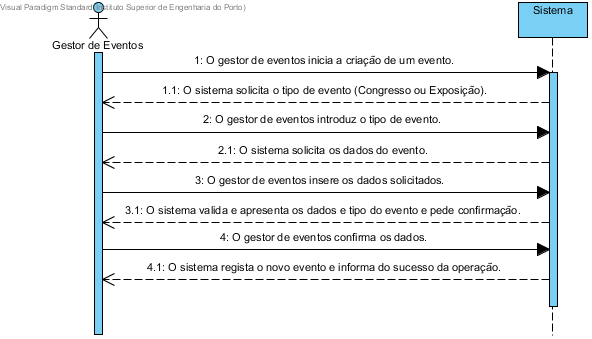 Visual Paradigm Standard(Instituto Superior de Engenharia do Porto)
Sistema
Gestor de Eventos
1: O gestor de eventos inicia a criação de um evento.
1.1: O sistema solicita o tipo de evento (Congresso ou Exposição).
2: O gestor de eventos introduz o tipo de evento.
2.1: O sistema solicita os dados do evento.
3: O gestor de eventos insere os dados solicitados.
3.1: O sistema valida e apresenta os dados e tipo do evento e pede confirmação.
4: O gestor de eventos confirma os dados.
4.1: O sistema regista o novo evento e informa do sucesso da operação.